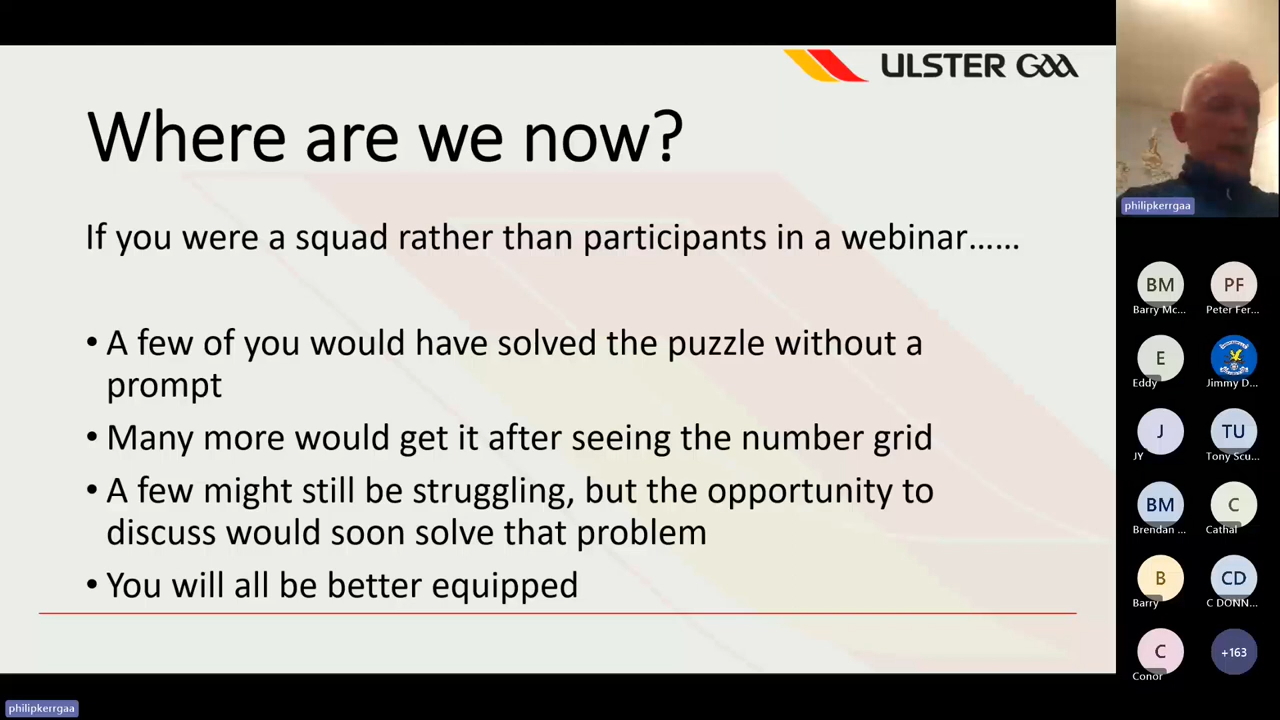 ULSTER GAA
Where are we now?
If you were a squad rather than participants in a webinar......
• A few of you would have solved the puzzle without a
prompt
• Many more would get it after seeing the number grid
• A few might still be struggling, but the opportunity to
discuss would soon solve that problem
• You will all be better equipped
philipkerrgaa
BM
Barry Mc...
PF
Peter Fer...
E
Eddy
Jimmy D...
J
JY
TU
Tony Scu...
BM
Brendan ...
C
Cathal
B
Barry
CD
C DONN...
C
Conor
+163
philipkerrgaa